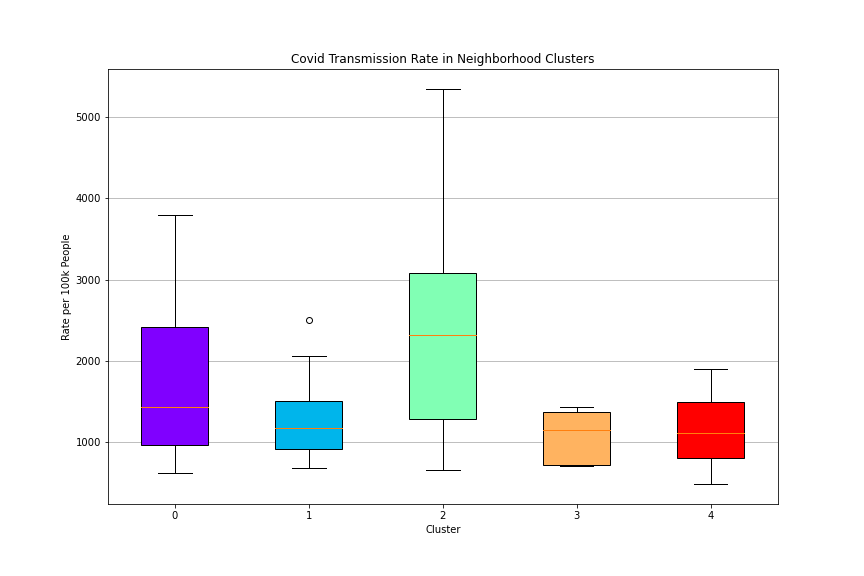 Covid Transmission Rate in Neighborhood Clusters
5000
4000
3000
2000
1000
Rate per 100k People
0 1 2 3 4
Cluster